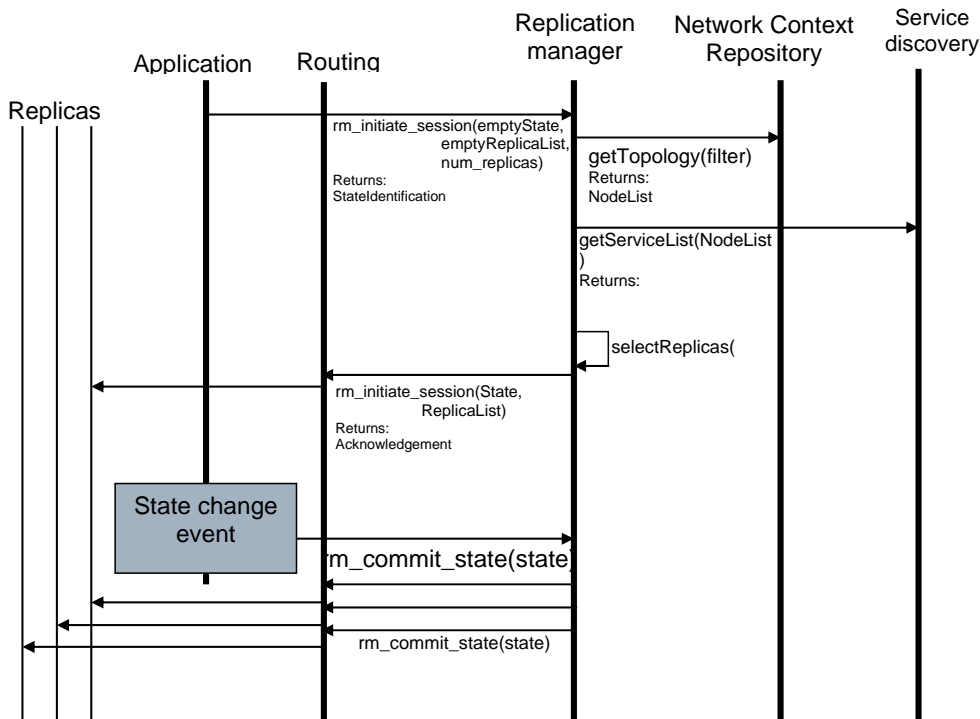 Application
Routing
Replication
manager
Network Context
Repository
Service
discovery
Replicas
rm_initiate_session(emptyState,
emptyReplicaList,
num_replicas)
Returns:
StateIdentification
getTopology(filter)
Returns:
NodeList
getServiceList(NodeList
)
Returns:
selectReplicas(
rm_initiate_session(State,
ReplicaList)
Returns:
Acknowledgement
State change
event
rm_commit_state(state)
rm_commit_state(state)